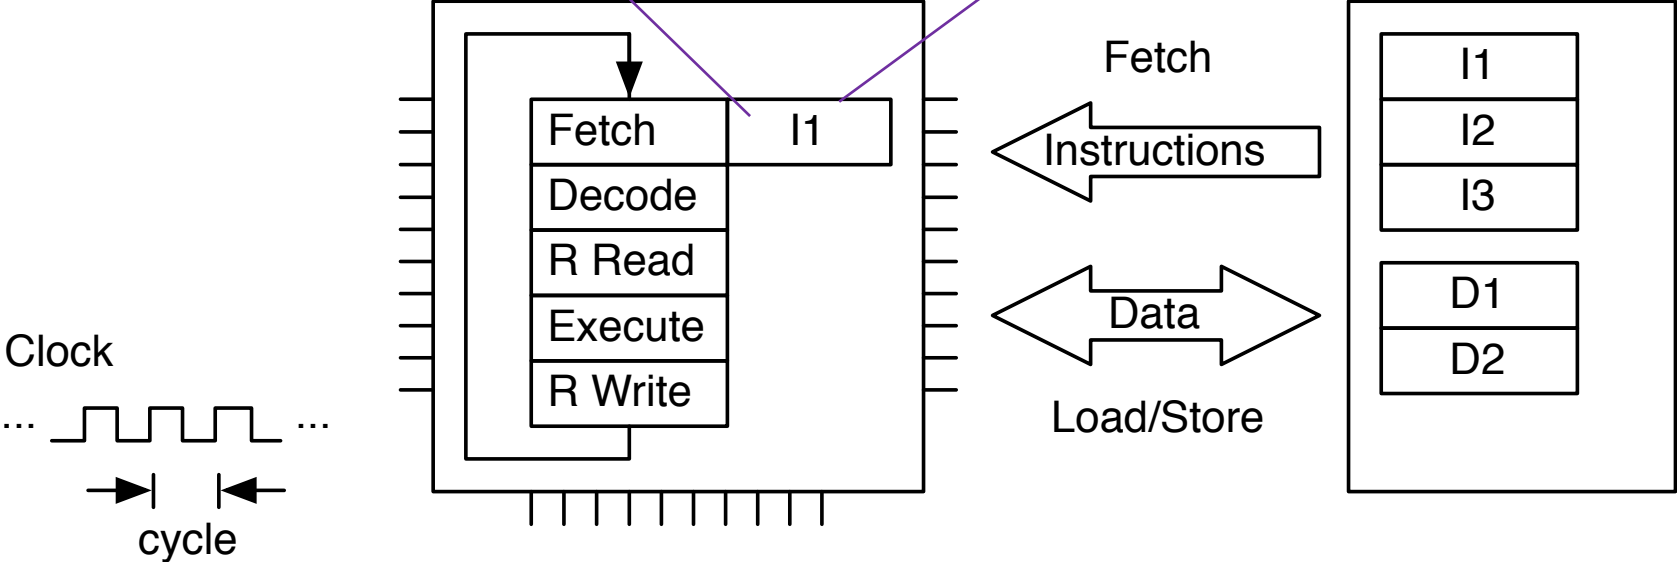 Fetch
I1
Fetch I1
I2
Instructions
Decode
I3
R Read
D1
Data
Execute
Clock
D2
R Write
Load/Store
... ...
cycle